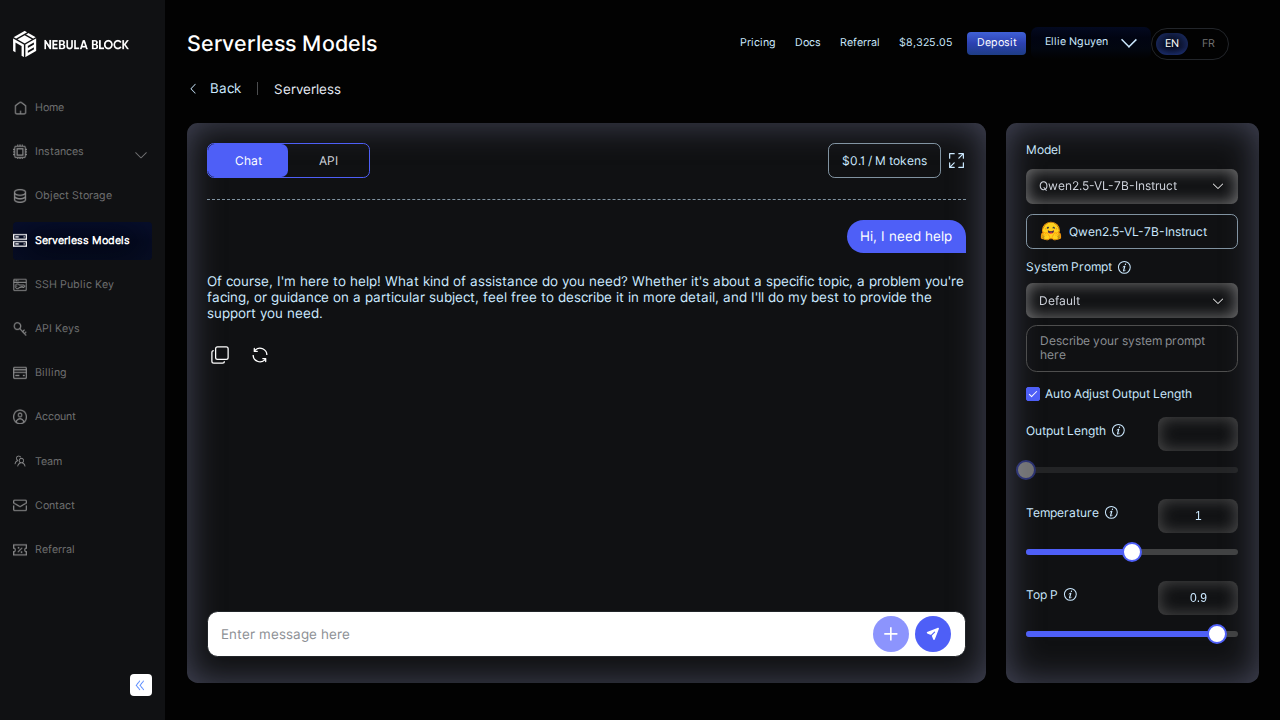 NEBULA BLOCK
Home
Instances
Object Storage
Serverless Models
SSH Public Key
API Keys
Billing
Account
Team
Contact
Referral
Serverless Models
Pricing
Docs
Referral
$8,325.05
Deposit
Ellie Nguyen
EN
FR
Back
Serverless
Chat
API
$0.1 / M tokens
Hi, I need help
Of course, I'm here to help! What kind of assistance do you need? Whether it's about a specific topic, a problem you're
facing, or guidance on a particular subject, feel free to describe it in more detail, and I'll do my best to provide the
support you need.
Enter message here
Model
Qwen2.5-VL-7B-Instruct
Qwen2.5-VL-7B-Instruct
System Prompt
Default
Describe your system prompt
here
Auto Adjust Output Length
Output Length
Temperature
1
Top P
0.9